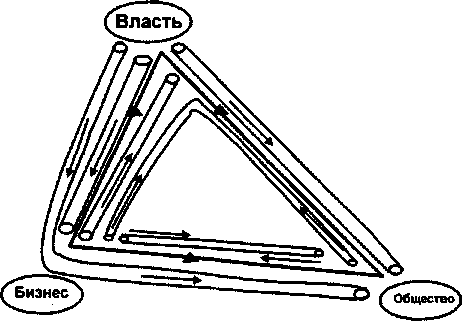 Власть
Бизнес
Общество